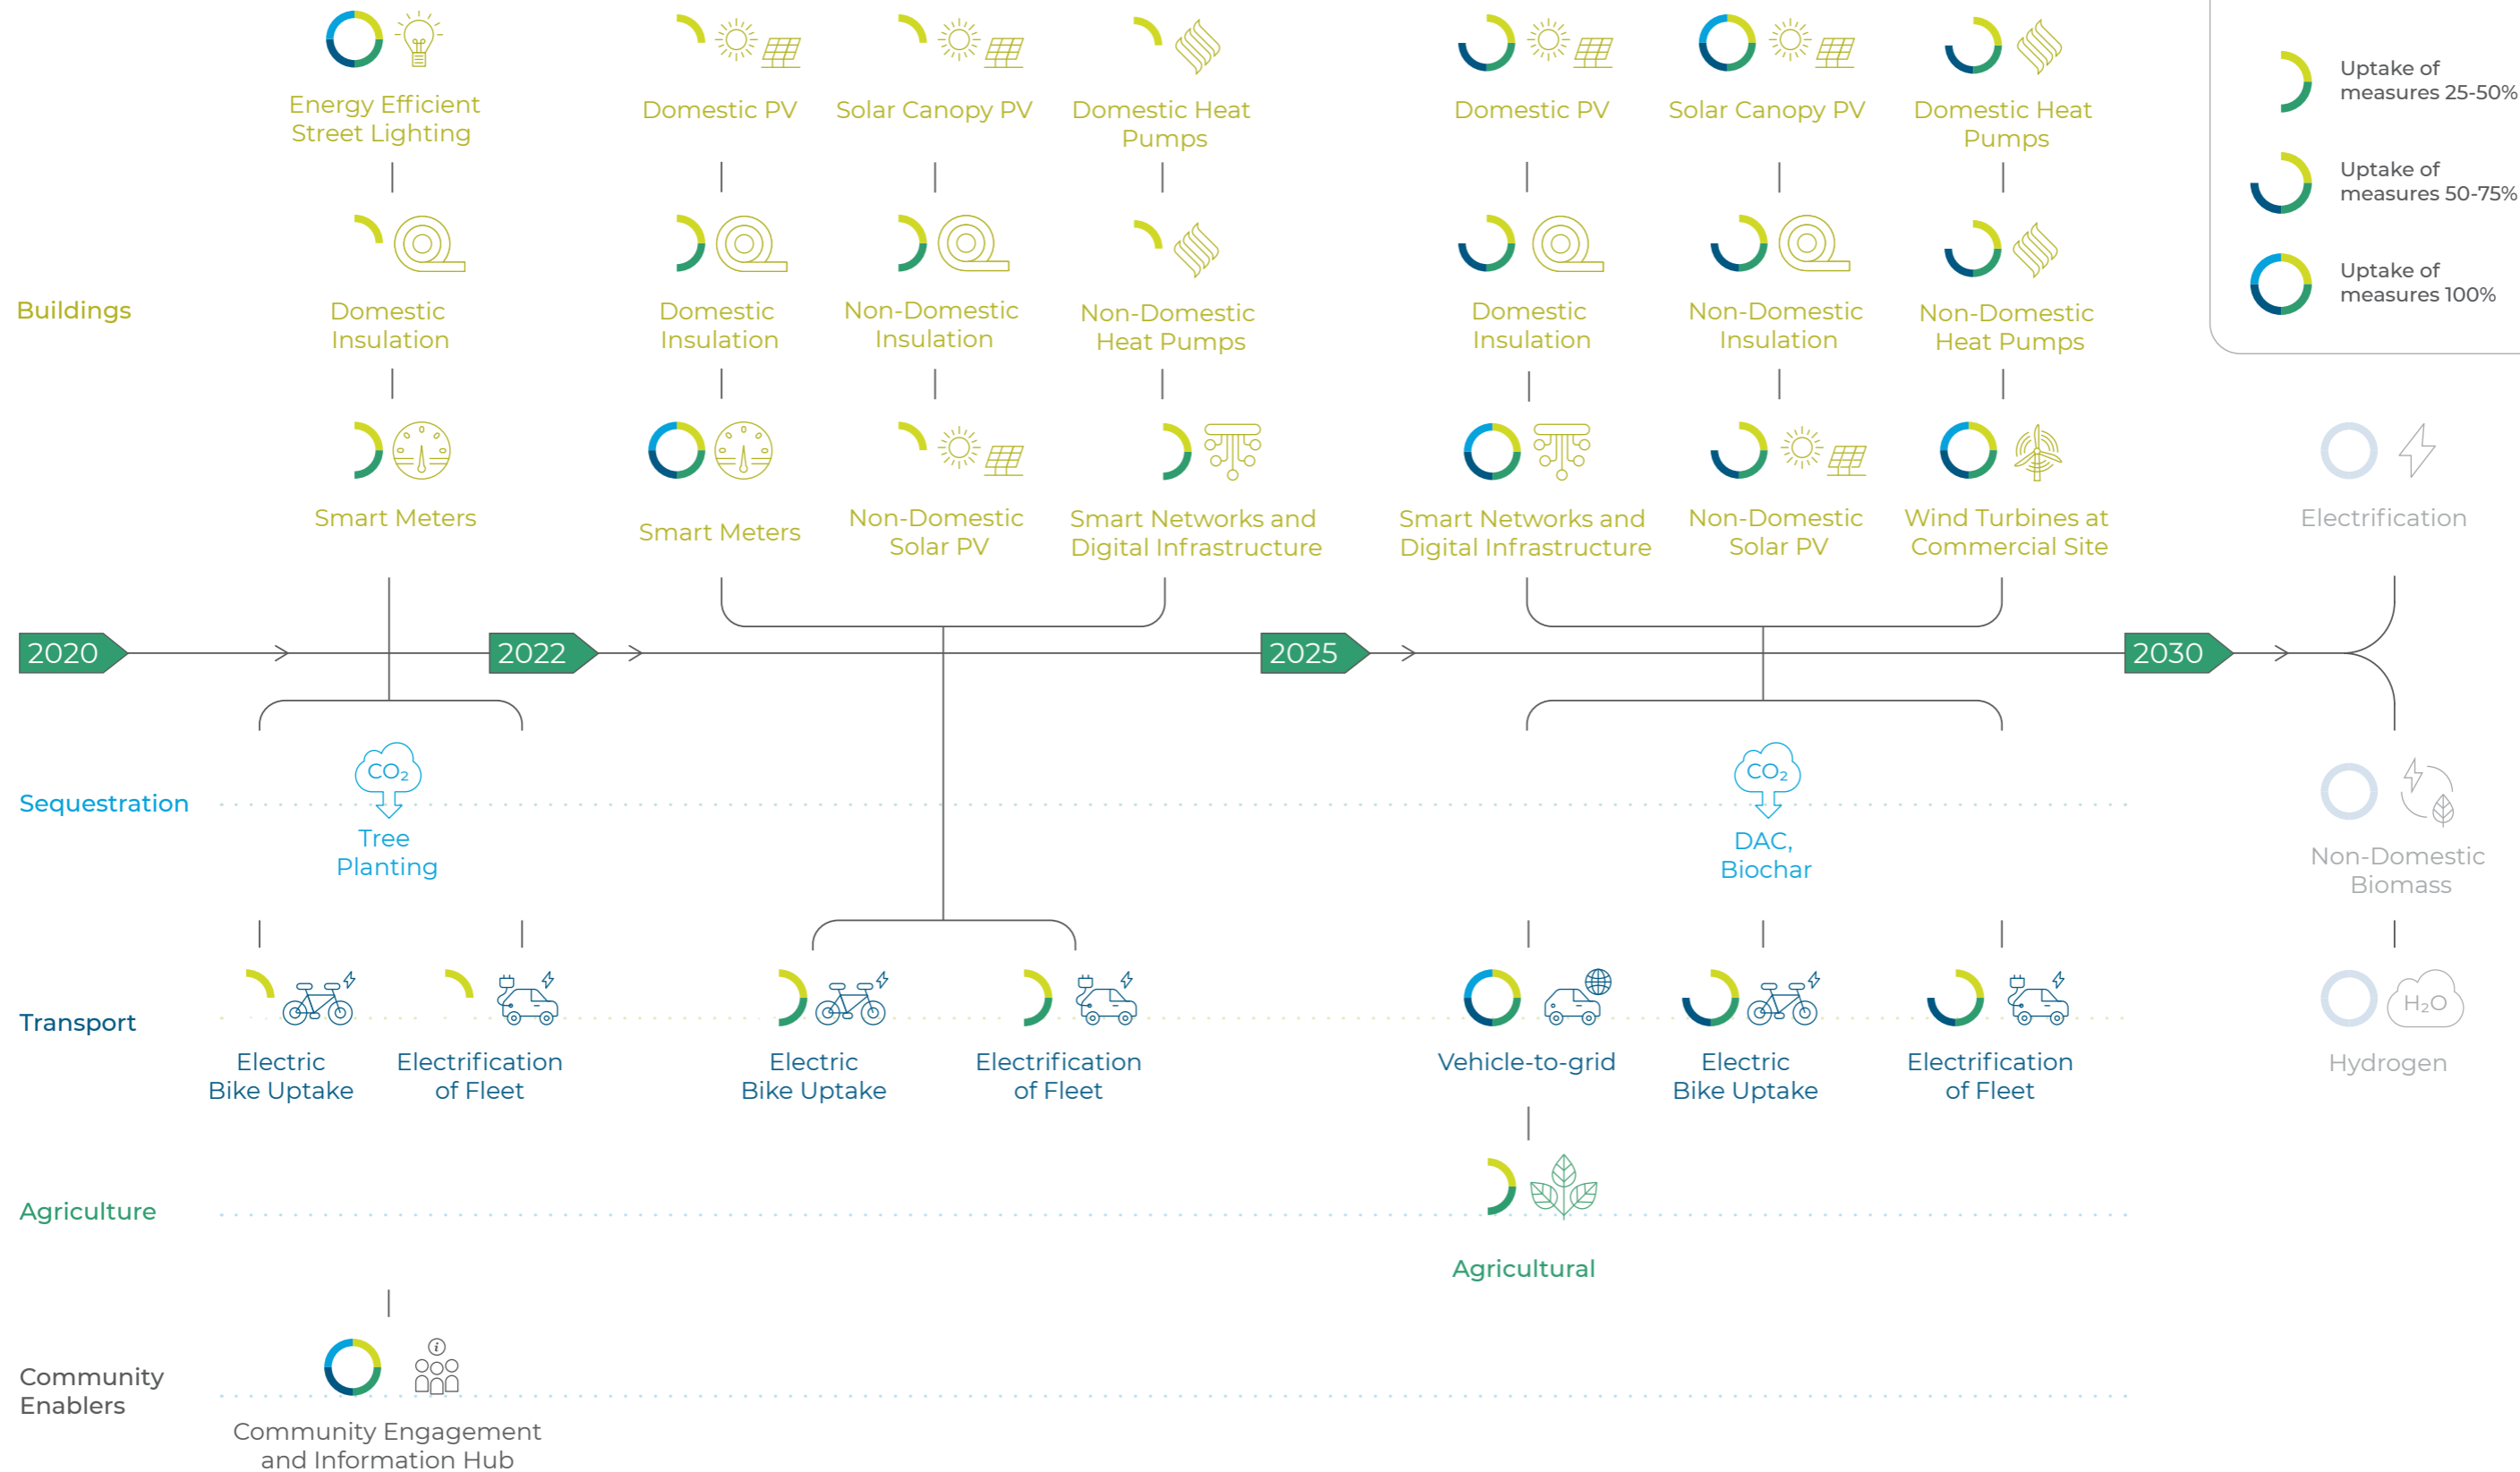 Energy Efficient
Street Lighting
Domestic PV
Solar Canopy PV
Domestic Heat
Pumps
Domestic PV
Solar Canopy PV
Domestic Heat
Pumps
Uptake of
measures 25-50%
Uptake of
measures 50-75%
Uptake of
measures 100%
Buildings
Domestic
Insulation
Domestic
Insulation
Non-Domestic
Insulation
Non-Domestic
Heat Pumps
Domestic
Insulation
Non-Domestic
Insulation
Non-Domestic
Heat Pumps
Smart Meters
Smart Meters
Non-Domestic
Solar PV
Smart Networks and
Digital Infrastructure
Smart Networks and
Digital Infrastructure
Non-Domestic
Solar PV
Wind Turbines at
Commercial Site
Electrification
2020
2022
2025
2030
Sequestration
CO₂
Tree
Planting
CO₂
DAC,
Biochar
Non-Domestic
Biomass
Transport
Electric
Bike Uptake
Electrification
of Fleet
Electric
Bike Uptake
Electrification
of Fleet
Vehicle-to-grid
Electric
Bike Uptake
Electrification
of Fleet
H₂O
Hydrogen
Agriculture
Agricultural
Community
Enablers
i
Community Engagement
and Information Hub